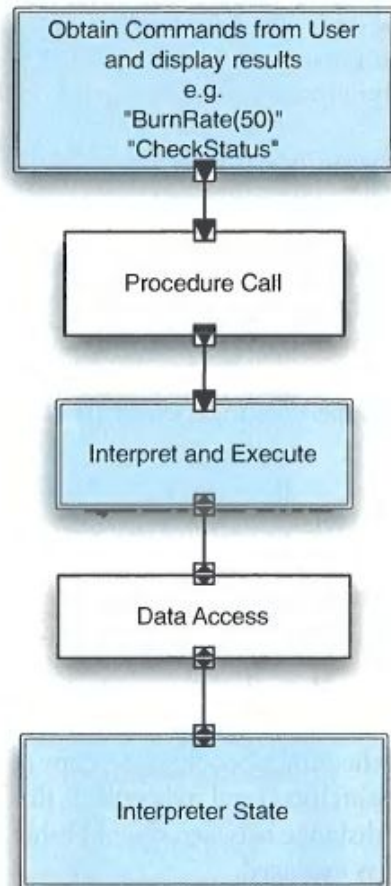 Obtain Commands from User
and display results
e.g.
"BurnRate(50)"
"CheckStatus"
Procedure Call
Interpret and Execute
Data Access
Interpreter State